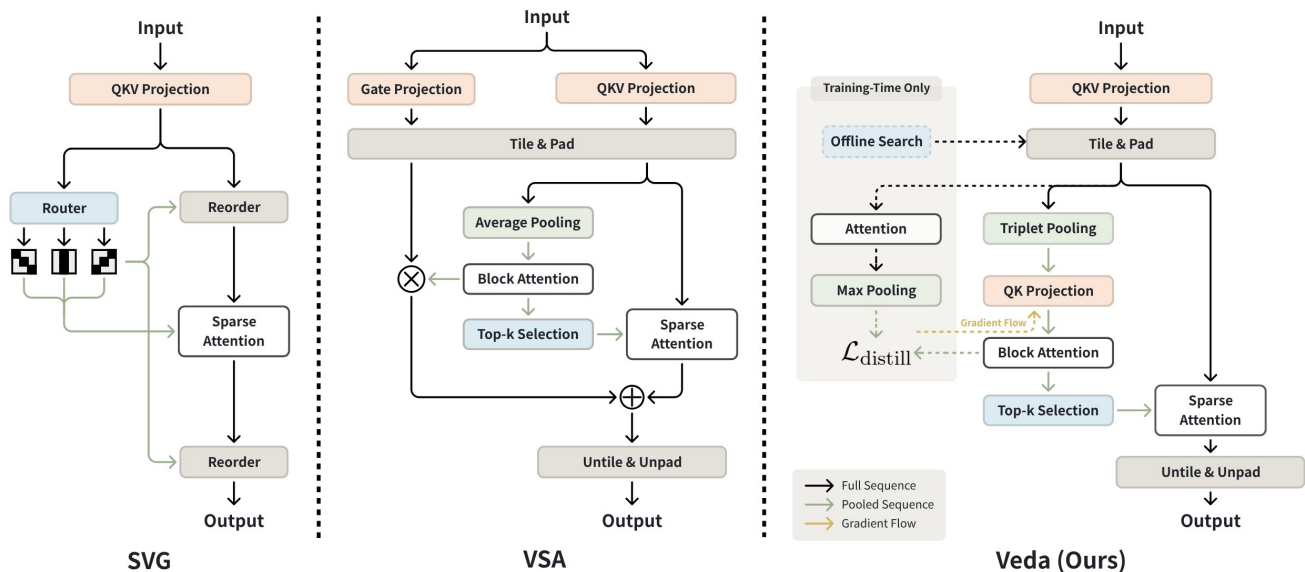 Input
QKV Projection
Router
Reorder
Sparse
Attention
Reorder
Output
SVG
Input
Gate Projection
QKV Projection
Tile & Pad
Average Pooling
Block Attention
Top-k Selection
Sparse
Attention
Untile & Unpad
Output
VSA
Input
Training-Time Only
QKV Projection
Offline Search
Tile & Pad
Attention
Triplet Pooling
Max Pooling
QK Projection
Gradient Flow
ℒdistill
Block Attention
Top-k Selection
Sparse
Attention
Untile & Unpad
Output
Full Sequence
Pooled Sequence
Gradient Flow
Veda (Ours)